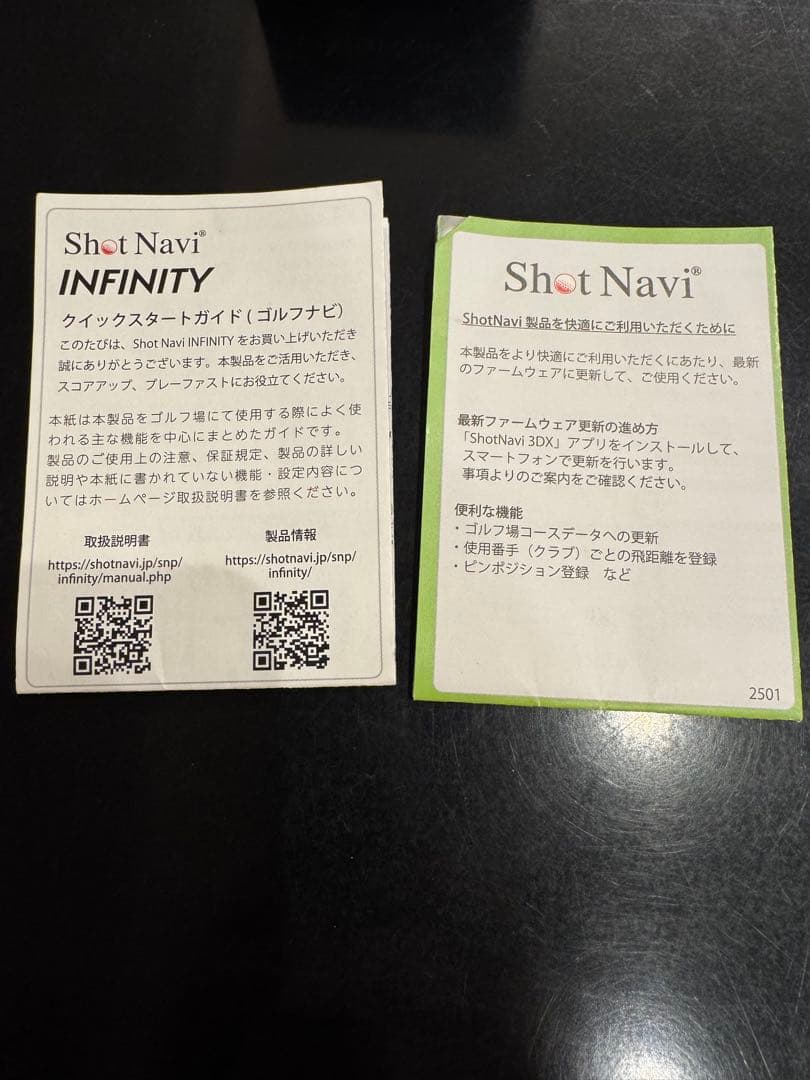 Shot Navi®
INFINITY
クイックスタートガイド ( ゴルフナビ)
このたびは、Shot Navi INFINITY をお買い上げいただき
誠にありがとうございます。本製品をご活用いただき、
スコアアップ、プレーファストにお役立てください。
本紙は本製品をゴルフ場にて使用する際によく使
われる主な機能を中心にまとめたガイドです。
製品のご使用上の注意、保証規定、製品の詳しい
説明や本紙に書かれていない機能・設定内容につ
いてはホームページ取扱説明書を参照ください。
取扱説明書
https://shotnavi.jp/snp/
infinity/manual.php
製品情報
https://shotnavi.jp/snp/
infinity/
Shot Navi®
ShotNavi 製品を快適にご利用いただくために
本製品をより快適にご利用いただくにあたり、最新
のファームウェアに更新して、ご使用ください。
最新ファームウェア更新の進め方
「ShotNavi 3DX」アプリをインストールして、
スマートフォンで更新を行います。
事項よりのご案内をご確認ください。
便利な機能
・ゴルフ場コースデータへの更新
・使用番手（クラブ）ごとの飛距離を登録
・ピンポジション登録　など
2501